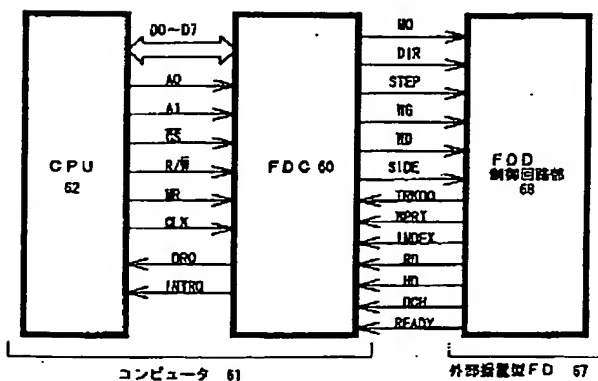 D0~D7
A0
A1
CS
R/W
MR
CLK
DRQ
INTRQ
CPU
62
FDC 60
MO
DIR
STEP
WG
WD
SIDE
TRK00
WPRT
INDEX
RD
HD
DCH
READY
FDD
制御回路部
68
コンピュータ 61
外部据置型FD 67